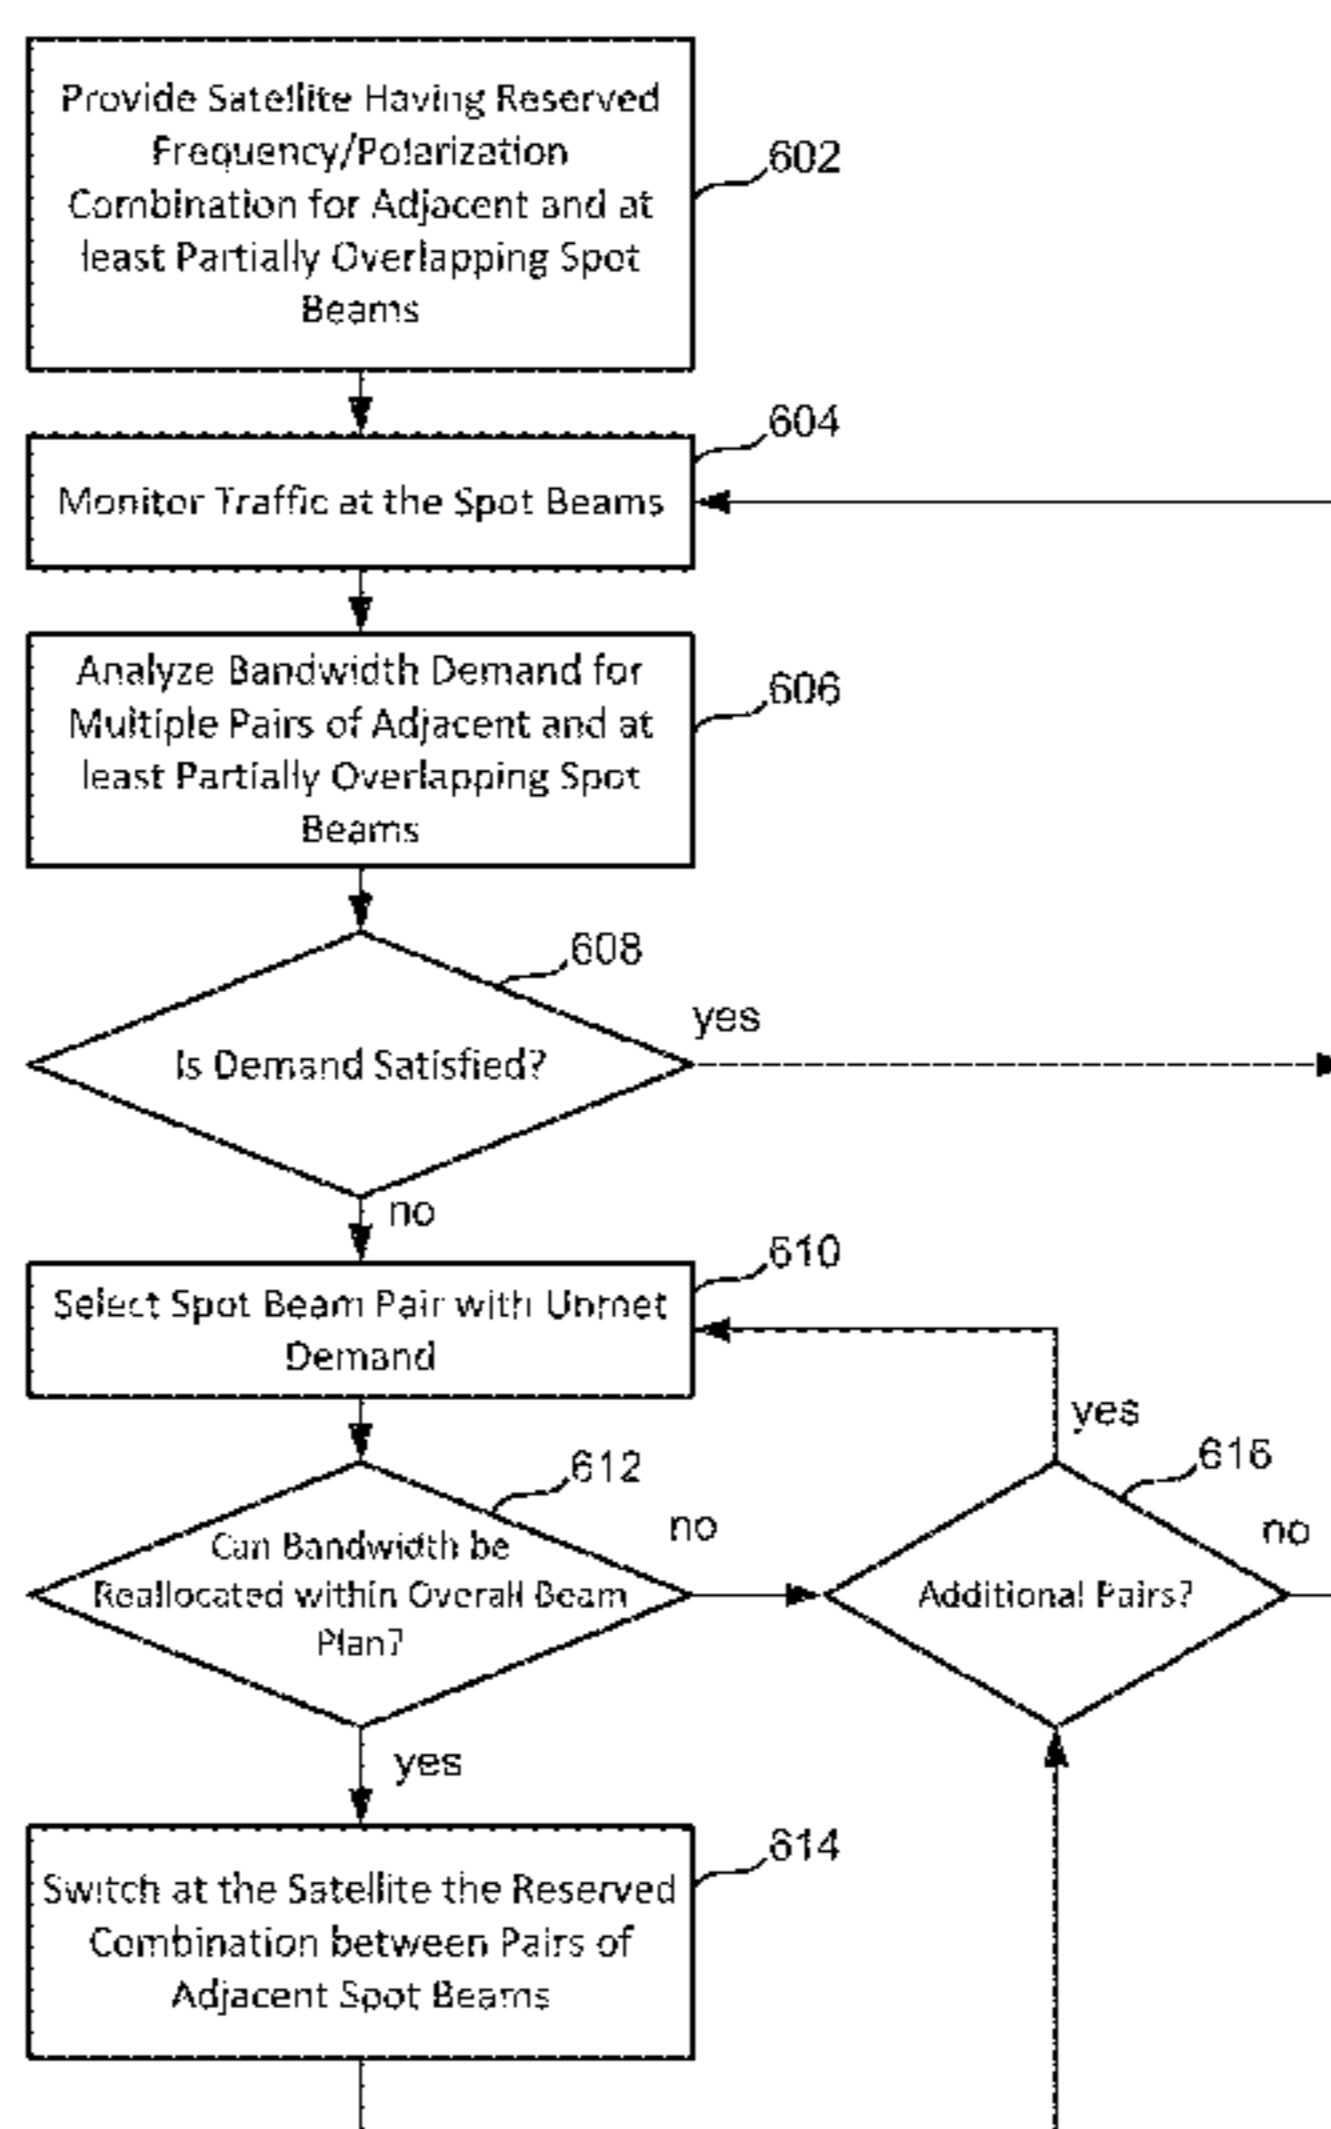 Provide Satellite Having Reserved
Frequency/Polarization
Combination for Adjacent and at
least Partially Overlapping Spot
Beams
602
604
Monitor Traffic at the Spot Beams
Analyze Bandwidth Demand for
Multiple Pairs of Adjacent and at
least Partially Overlapping Spot
Beams
606
608
yes
Is Demand Satisfied?
no
610
Select Spot Beam Pair with Unmet
Demand
yes
612
616
no
no
Can Bandwidth be
Reallocated within Overall Beam
Plan?
Additional Pairs?
yes
614
Switch at the Satellite the Reserved
Combination between Pairs of
Adjacent Spot Beams